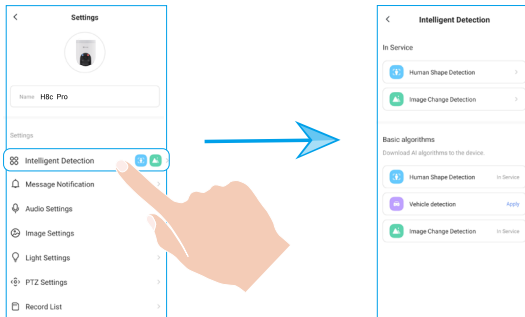 Settings
Name H8c Pro
Settings
Intelligent Detection
Message Notification
Audio Settings
Image Settings
Light Settings
PTZ Settings
Record List
Intelligent Detection
In Service
Human Shape Detection
Image Change Detection
Basic algorithms
Download AI algorithms to the device
Human Shape Detection In Service
Vehicle detection Apply
Image Change Detection In Service